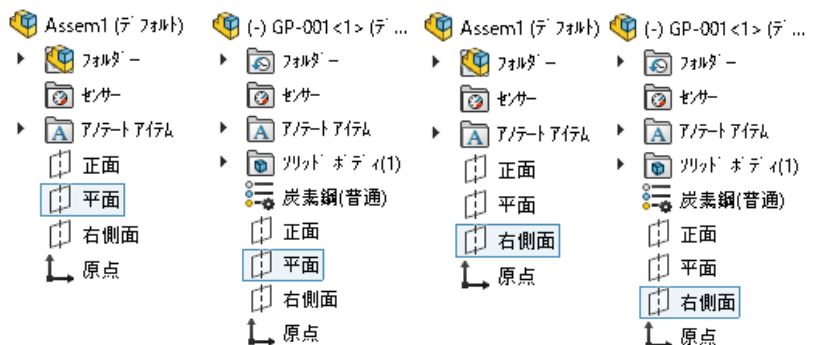 Assem1 (ﾃﾞﾌｫﾙﾄ)
ﾌｫﾙﾀﾞｰ
ｾﾝｻｰ
ｱﾉﾃｰﾄ ｱｲﾃﾑ
正面
平面
右側面
原点
(-) GP-001<1> (ﾃﾞ...
ﾌｫﾙﾀﾞｰ
ｾﾝｻｰ
ｱﾉﾃｰﾄ ｱｲﾃﾑ
ｿﾘｯﾄﾞ ﾎﾞﾃﾞｨ(1)
炭素鋼(普通)
正面
平面
右側面
原点
Assem1 (ﾃﾞﾌｫﾙﾄ)
ﾌｫﾙﾀﾞｰ
ｾﾝｻｰ
ｱﾉﾃｰﾄ ｱｲﾃﾑ
正面
平面
右側面
原点
(-) GP-001<1> (ﾃﾞ...
ﾌｫﾙﾀﾞｰ
ｾﾝｻｰ
ｱﾉﾃｰﾄ ｱｲﾃﾑ
ｿﾘｯﾄﾞ ﾎﾞﾃﾞｨ(1)
炭素鋼(普通)
正面
平面
右側面
原点